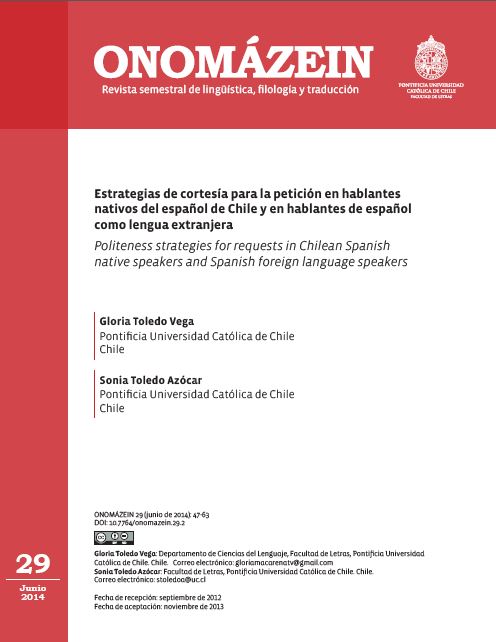 ONOMÁZEIN
Revista semestral de lingüística, filología y traducción
PONTIFICIA UNIVERSIDAD
CATÓLICA DE CHILE
FACULTAD DE LETRAS
Estrategias de cortesía para la petición en hablantes
nativos del español de Chile y en hablantes de español
como lengua extranjera
Politeness strategies for requests in Chilean Spanish
native speakers and Spanish foreign language speakers
Gloria Toledo Vega
Pontificia Universidad Católica de Chile
Chile
Sonia Toledo Azócar
Pontificia Universidad Católica de Chile
Chile
ONOMÁZEIN 29 (junio de 2014): 47-63
DOI: 10.7764/onomazein.29.2
Gloria Toledo Vega: Departamento de Ciencias del Lenguaje, Facultad de Letras, Pontificia Universidad
Católica de Chile. Chile. Correo electrónico: gloriamacarenatv@gmail.com
Sonia Toledo Azócar: Facultad de Letras, Pontificia Universidad Católica de Chile. Chile.
Correo electrónico: stoledoa@uc.cl
Fecha de recepción: septiembre de 2012
Fecha de aceptación: noviembre de 2013
29
Junio
2014